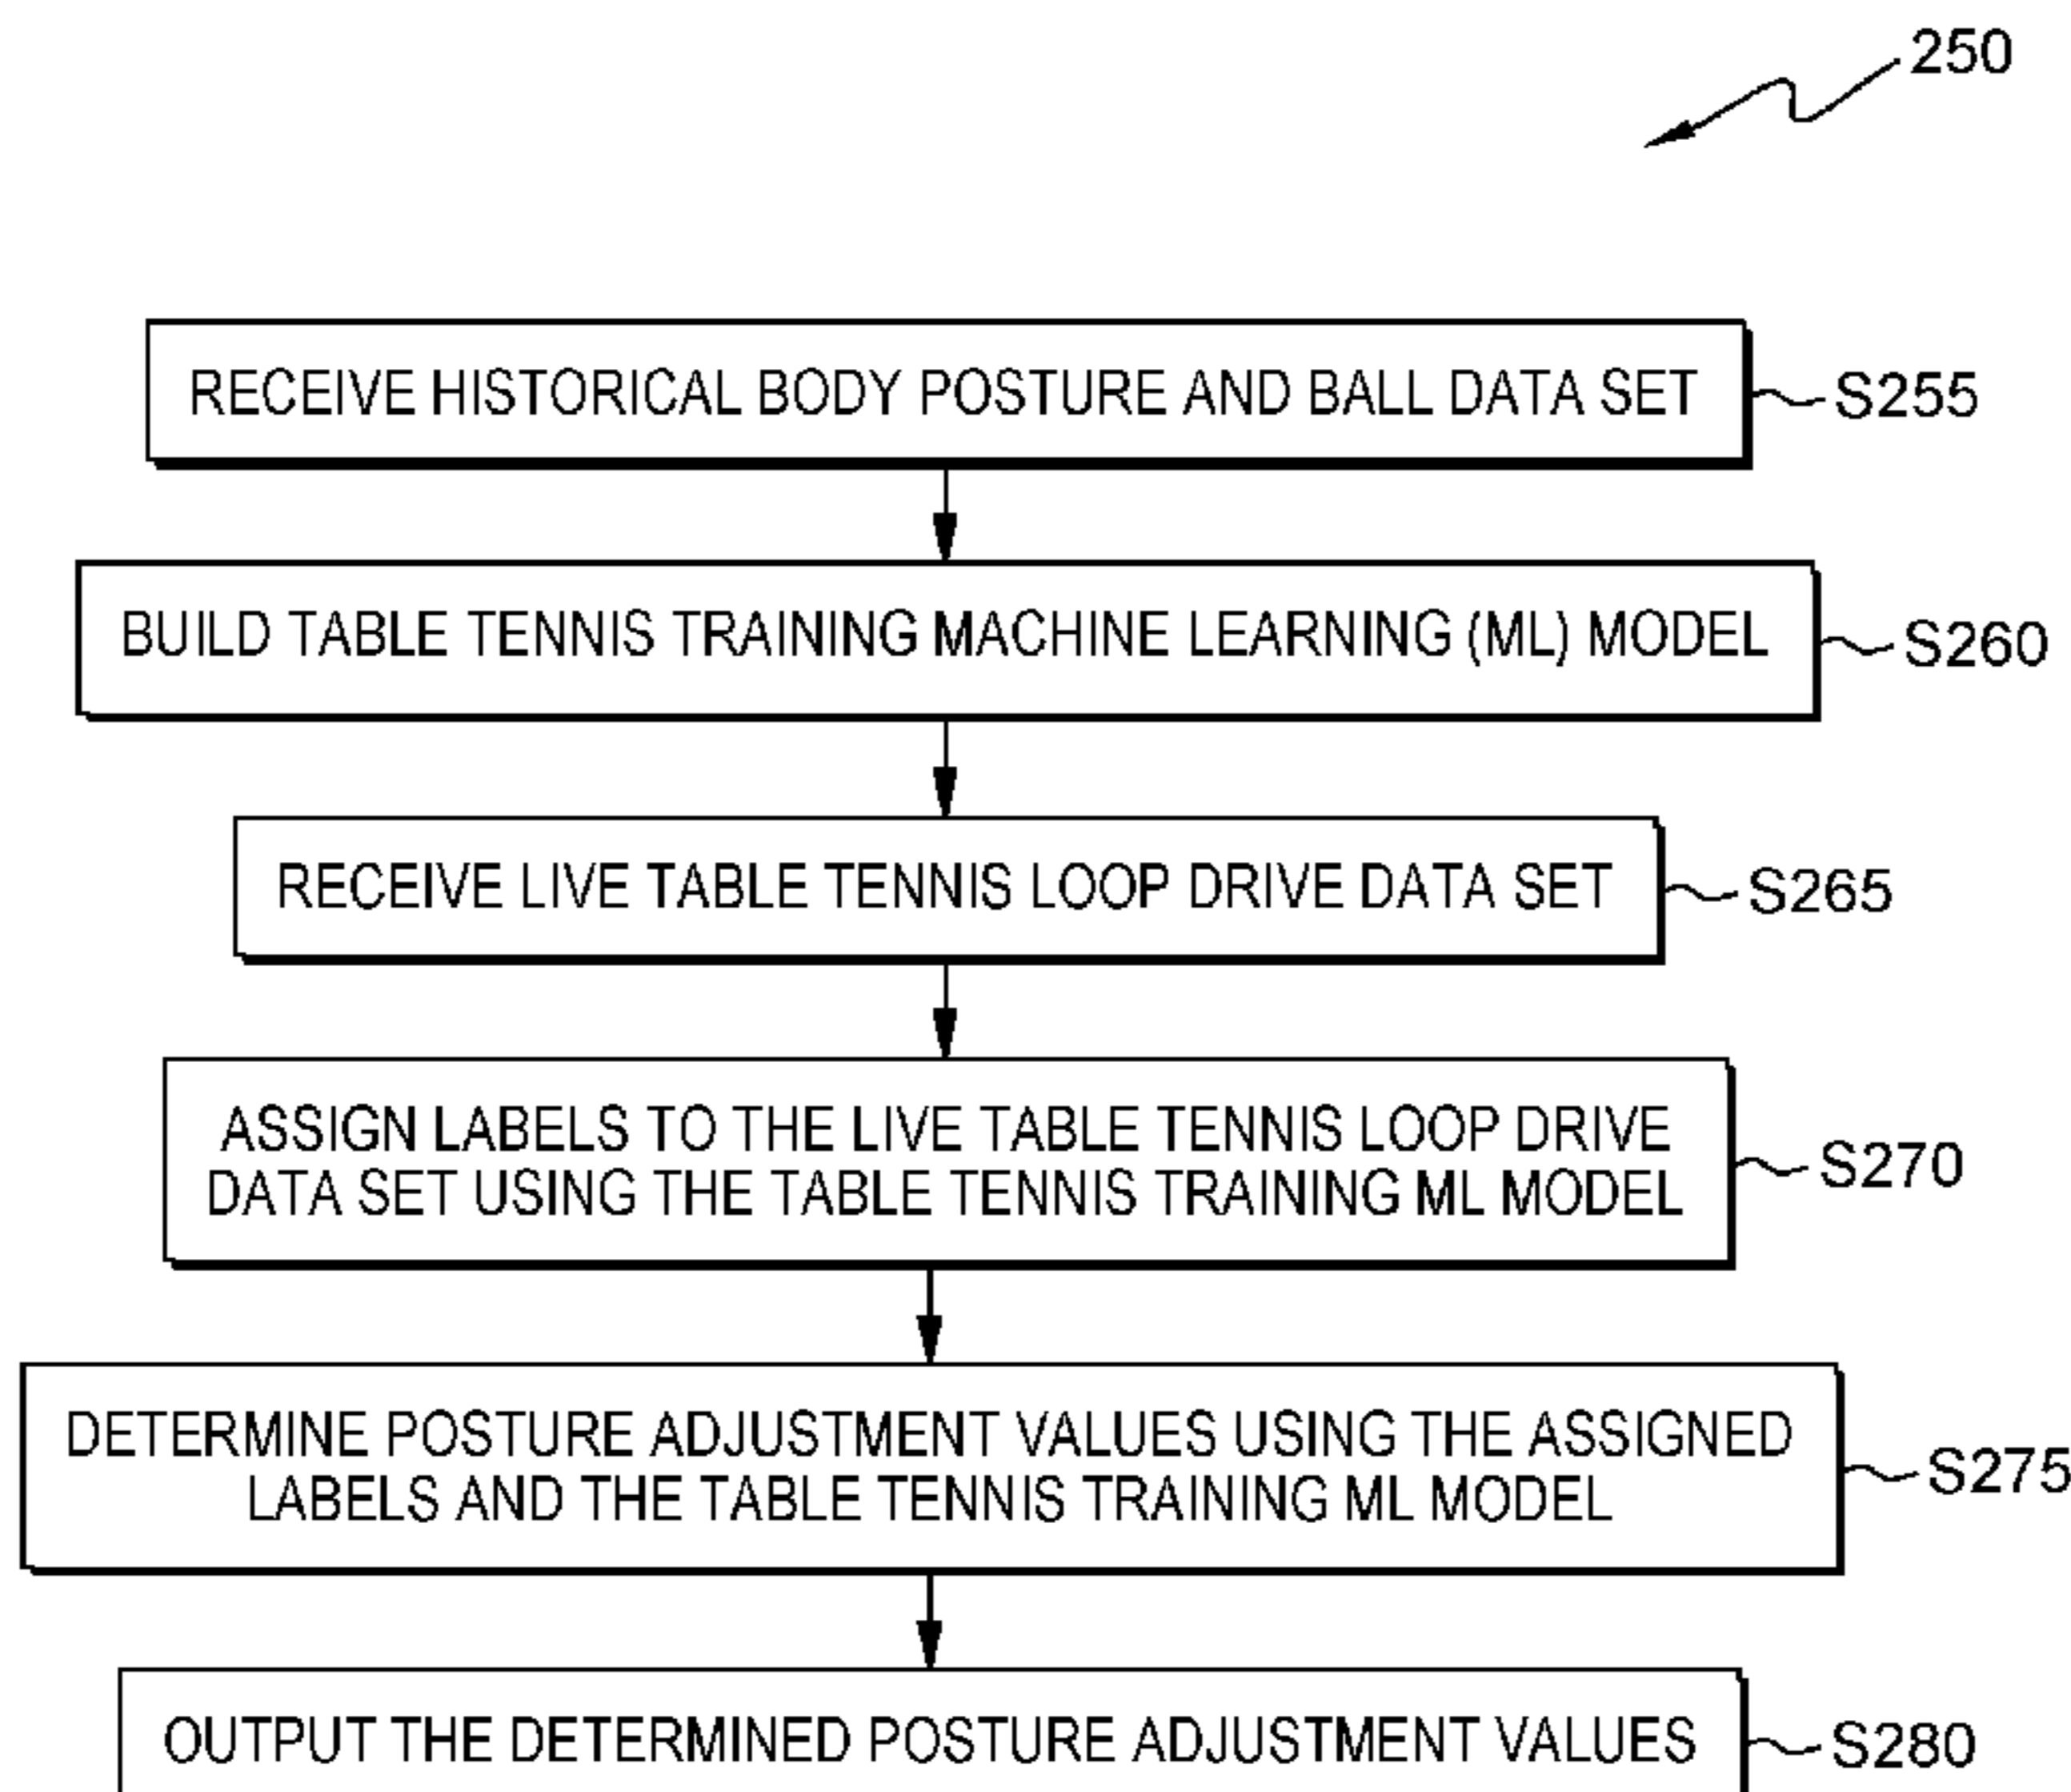 250
RECEIVE HISTORICAL BODY POSTURE AND BALL DATA SET
S255
BUILD TABLE TENNIS TRAINING MACHINE LEARNING (ML) MODEL
S260
RECEIVE LIVE TABLE TENNIS LOOP DRIVE DATA SET
S265
ASSIGN LABELS TO THE LIVE TABLE TENNIS LOOP DRIVE
DATA SET USING THE TABLE TENNIS TRAINING ML MODEL
S270
DETERMINE POSTURE ADJUSTMENT VALUES USING THE ASSIGNED
LABELS AND THE TABLE TENNIS TRAINING ML MODEL
S275
OUTPUT THE DETERMINED POSTURE ADJUSTMENT VALUES
S280